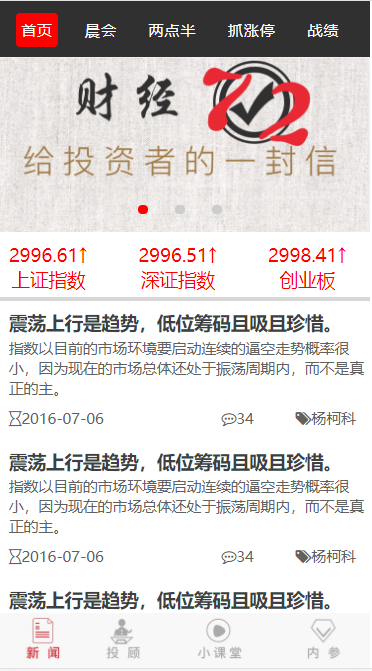 首页 晨会 两点半 抓涨停 战绩
财经
72
给投资者的一封信
2996.61↑ 2996.51↑ 2998.41↑
上证指数 深证指数 创业板
震荡上行是趋势，低位筹码且吸且珍惜。
指数以目前的市场环境要启动连续的逼空走势概率很
小，因为现在的市场总体还处于振荡周期内，而不是真
正的主。
2016-07-06 34 杨柯科
震荡上行是趋势，低位筹码且吸且珍惜。
指数以目前的市场环境要启动连续的逼空走势概率很
小，因为现在的市场总体还处于振荡周期内，而不是真
正的主。
2016-07-06 34 杨柯科
震荡上行是趋势，低位筹码且吸且珍惜。
新闻 投顾 小课堂 内参